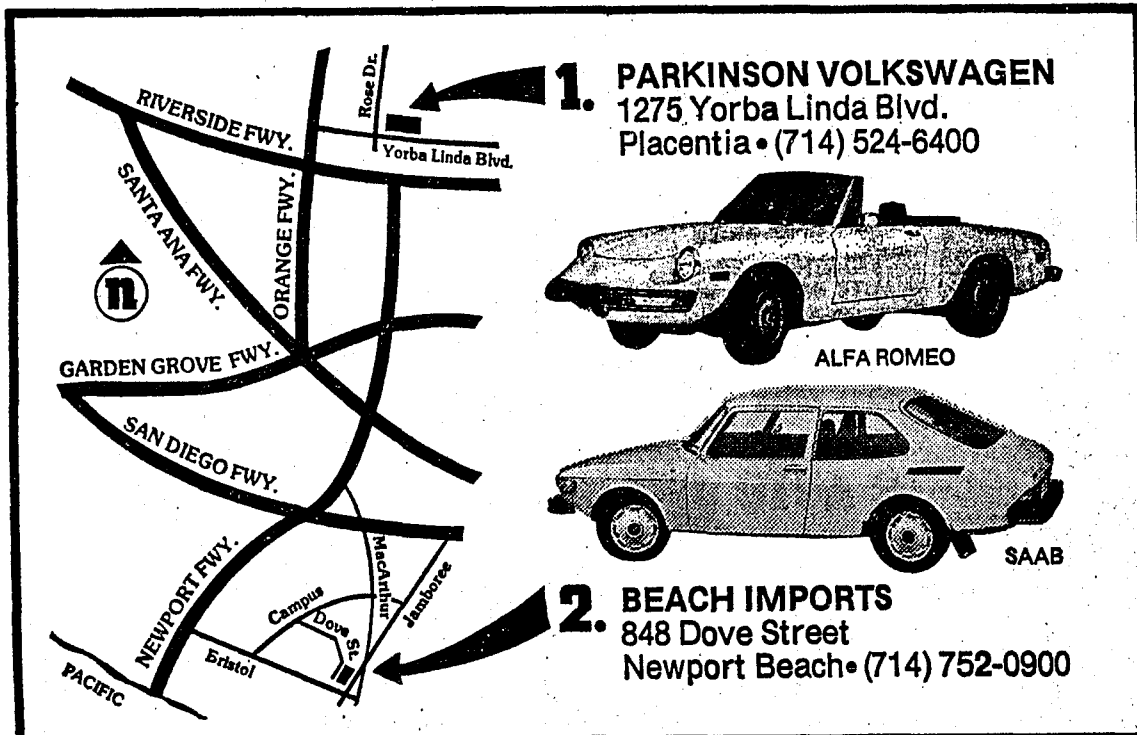 RIVERSIDE FWY.
SANTA ANA FWY.
ORANGE FWY.
Rose Dr.
Yorba Linda Blvd.
n
GARDEN GROVE FWY.
SAN DIEGO FWY.
NEWPORT FWY.
MacArthur
Jamboree
Campus
Dove St.
Bristol
PACIFIC
1. PARKINSON VOLKSWAGEN
1275 Yorba Linda Blvd.
Placentia • (714) 524-6400
ALFA ROMEO
SAAB
2. BEACH IMPORTS
848 Dove Street
Newport Beach • (714) 752-0900